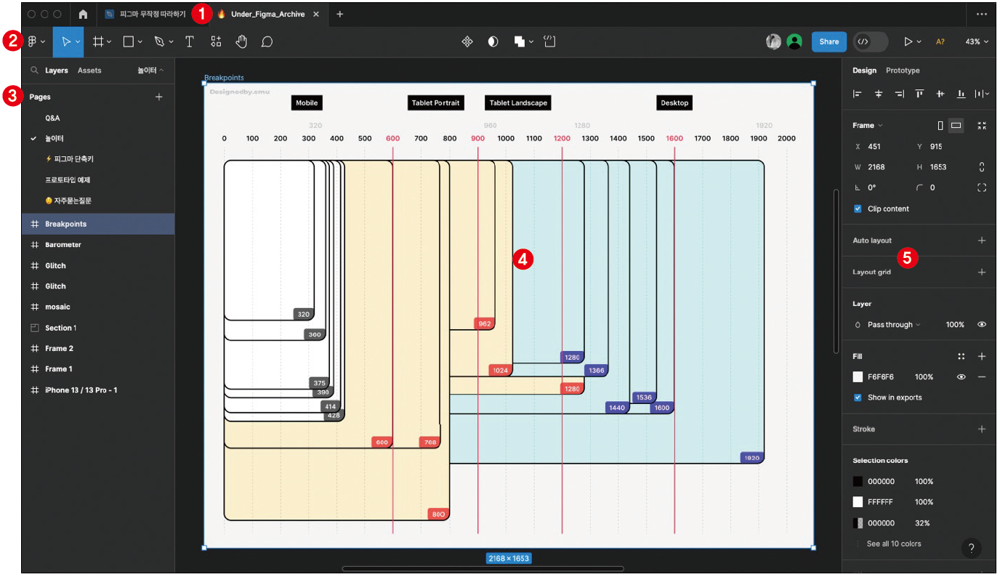 피그마 무작정 따라하기
1
Under_Figma_Archive
2
Share
A?
43%
Layers
Assets
놀이터
3
Pages
Q&A
놀이터
⚡ 피그마 단축키
프로토타입 예제
자주묻는질문
Breakpoints
Barometer
Glitch
Glitch
mosaic
Section 1
Frame 2
Frame 1
iPhone 13 / 13 Pro - 1
Breakpoints
Designedby.smu
Mobile
Tablet Portrait
Tablet Landscape
Desktop
320
960
1280
1920
0 100 200 300 400 500 600 700 800 900 1000 1100 1200 1300 1400 1500 1600 1700 1800 1900 2000
4
320
962
360
1280
1024
1366
375
1280
390
1536
414
1440
1600
428
600
768
1920
800
2168 × 1653
Design
Prototype
Frame
X 451
Y 915
W 2168
H 1653
0°
0
Clip content
Auto layout
5
Layout grid
Layer
Pass through
100%
Fill
F6F6F6
100%
Show in exports
Stroke
Selection colors
000000 100%
FFFFFF 100%
000000 32%
See all 10 colors
?